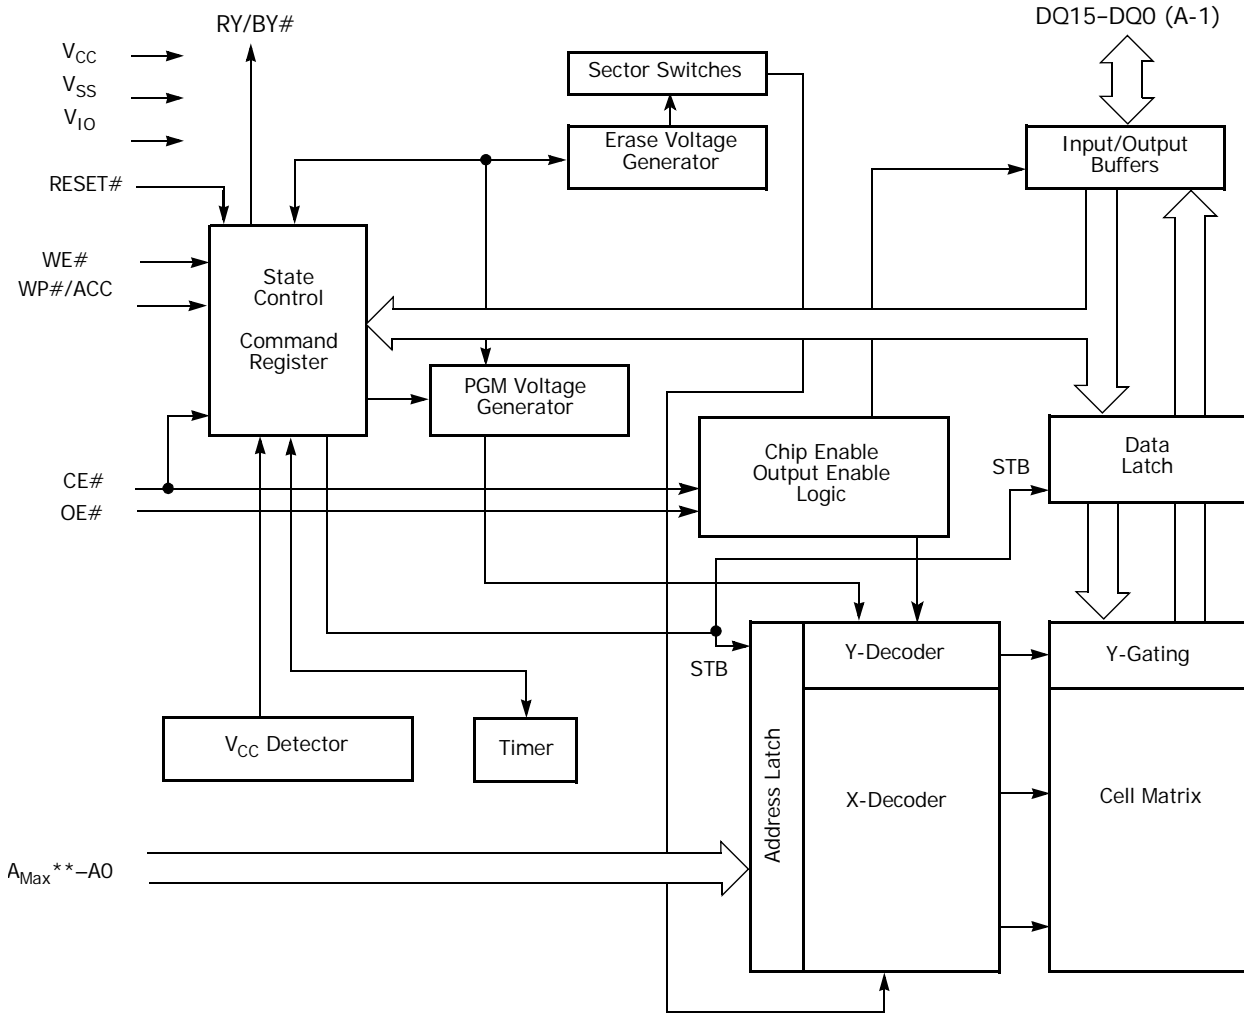 RY/BY#
DQ15–DQ0 (A-1)
VCC
VSS
VIO
Sector Switches
Erase Voltage
Generator
Input/Output
Buffers
RESET#
WE#
WP#/ACC
State
Control
Command
Register
PGM Voltage
Generator
Chip Enable
Output Enable
Logic
STB
Data
Latch
CE#
OE#
STB
Y-Decoder
Y-Gating
VCC Detector
Timer
Address Latch
X-Decoder
Cell Matrix
AMax**–A0